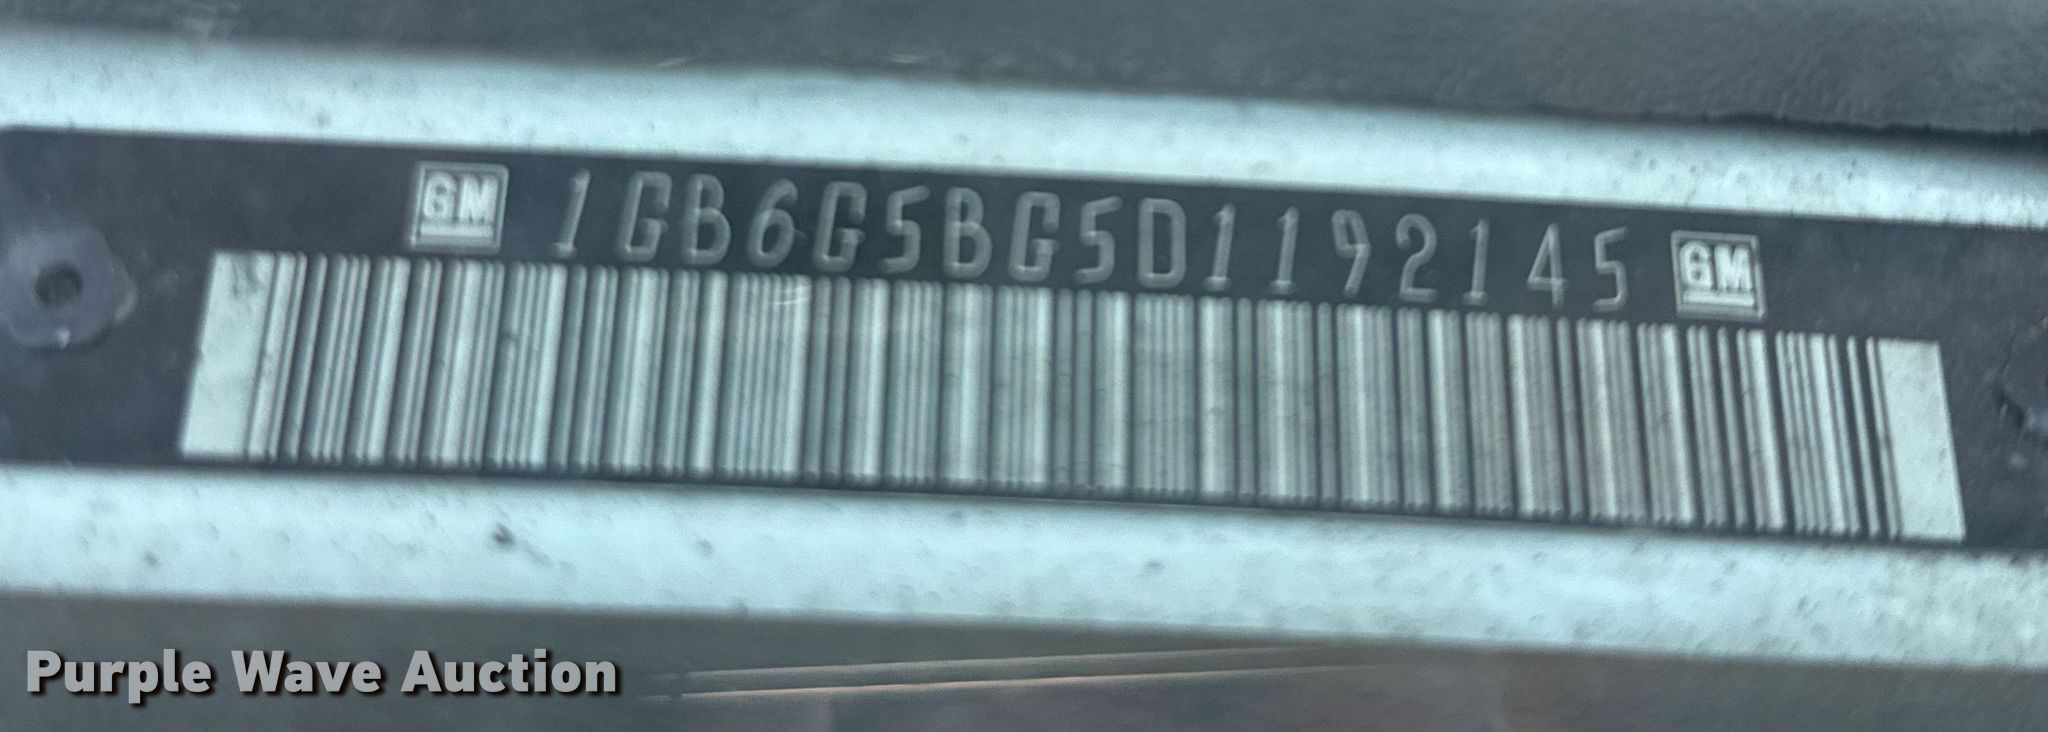 GM 1GB6G5BG5D1192145 GM
Purple Wave Auction